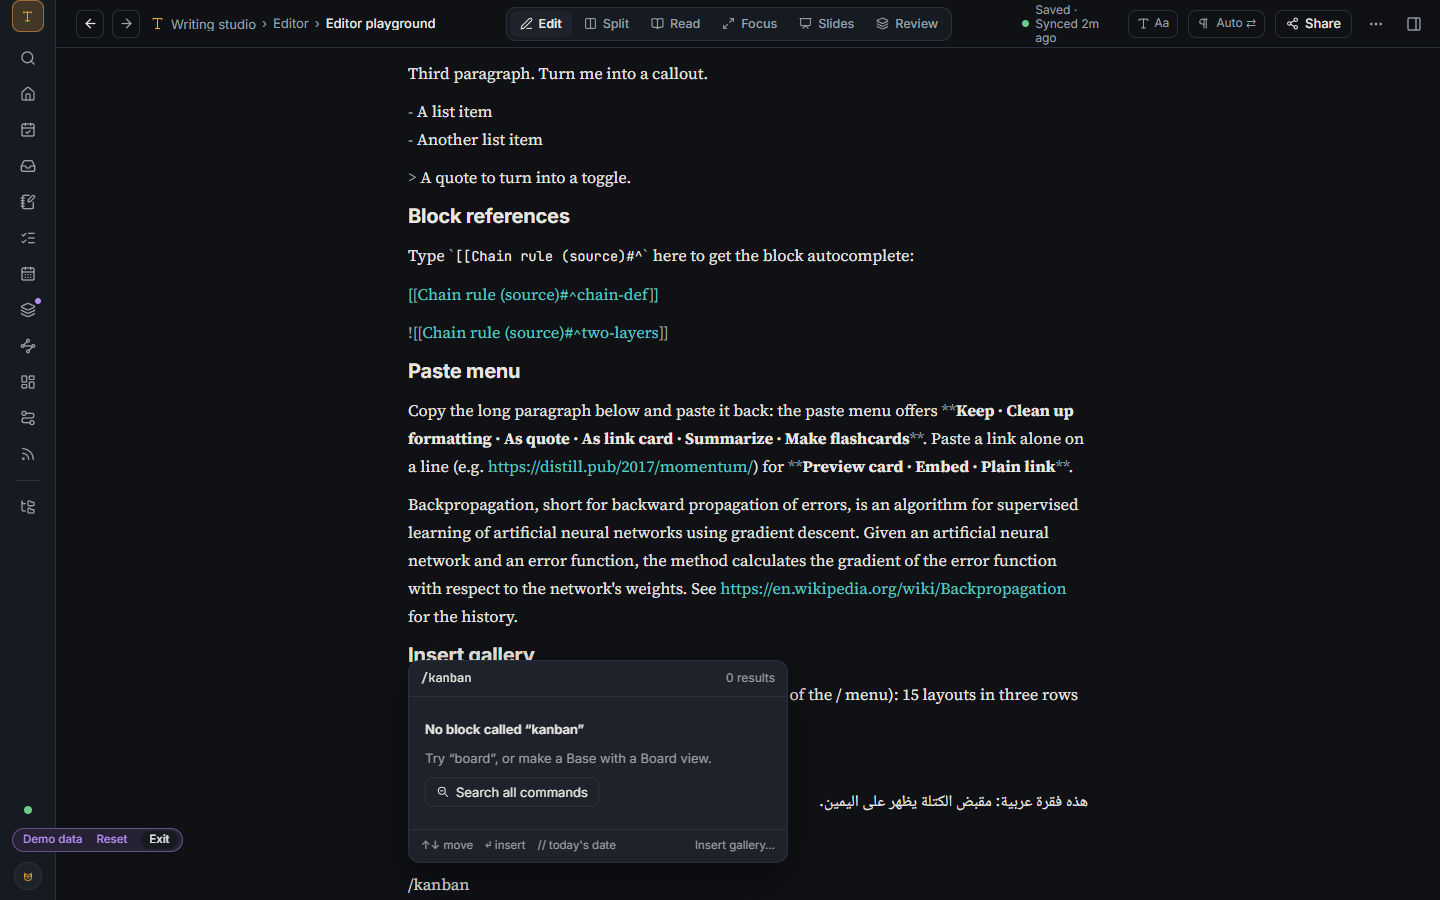 T
Writing studio › Editor › Editor playground
Edit
Split
Read
Focus
Slides
Review
Saved ·
Synced 2m
ago
Aa
Auto
Share
Third paragraph. Turn me into a callout.
- A list item
- Another list item
> A quote to turn into a toggle.
Block references
Type `[[Chain rule (source)#^` here to get the block autocomplete:
[[Chain rule (source)#^chain-def]]
![[Chain rule (source)#^two-layers]]
Paste menu
Copy the long paragraph below and paste it back: the paste menu offers **Keep · Clean up
formatting · As quote · As link card · Summarize · Make flashcards**. Paste a link alone on
a line (e.g. https://distill.pub/2017/momentum/) for **Preview card · Embed · Plain link**.
Backpropagation, short for backward propagation of errors, is an algorithm for supervised
learning of artificial neural networks using gradient descent. Given an artificial neural
network and an error function, the method calculates the gradient of the error function
with respect to the network's weights. See https://en.wikipedia.org/wiki/Backpropagation
for the history.
Insert gallery
/kanban
0 results
of the / menu): 15 layouts in three rows
No block called “kanban”
Try “board”, or make a Base with a Board view.
Search all commands
هذه فقرة عربية: مقبض الكتلة يظهر على اليمين.
↑↓ move
↵ insert
// today's date
Insert gallery...
/kanban
Demo data
Reset
Exit